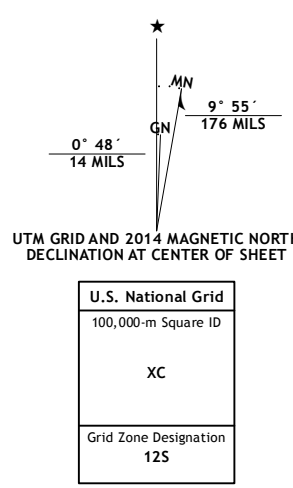 MN
GN
9° 55´
176 MILS
0° 48´
14 MILS
UTM GRID AND 2014 MAGNETIC NORTH
DECLINATION AT CENTER OF SHEET
U.S. National Grid
100,000-m Square ID
XC
Grid Zone Designation
12S